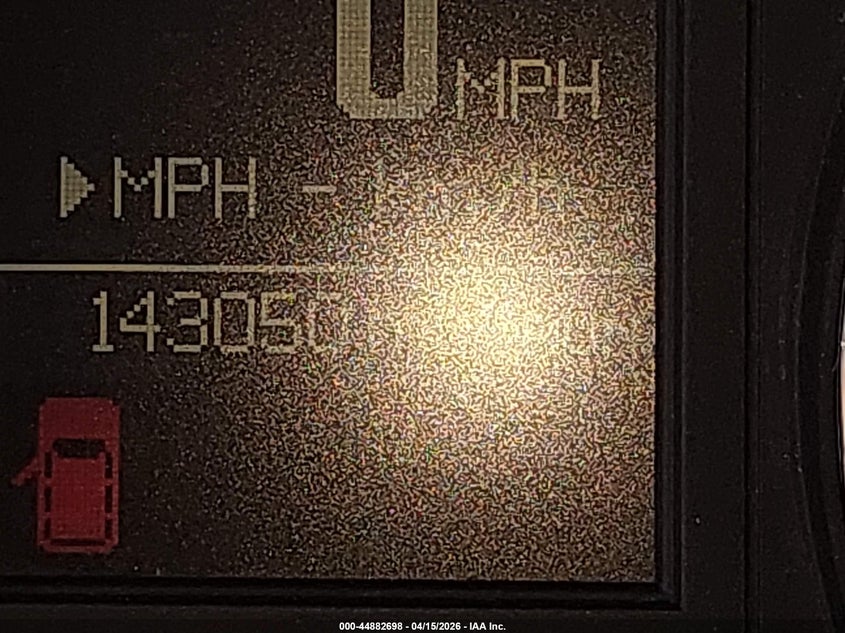 0 MPH
MPH -
143050
000-44882698 - 04/15/2026 - IAA Inc.